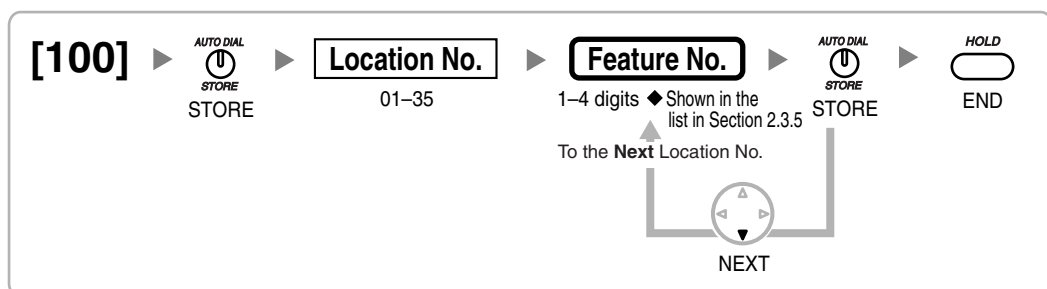 [100]
AUTO DIAL
STORE
STORE
Location No.
01–35
Feature No.
1–4 digits ◆ Shown in the
list in Section 2.3.5
To the Next Location No.
NEXT
AUTO DIAL
STORE
STORE
HOLD
END